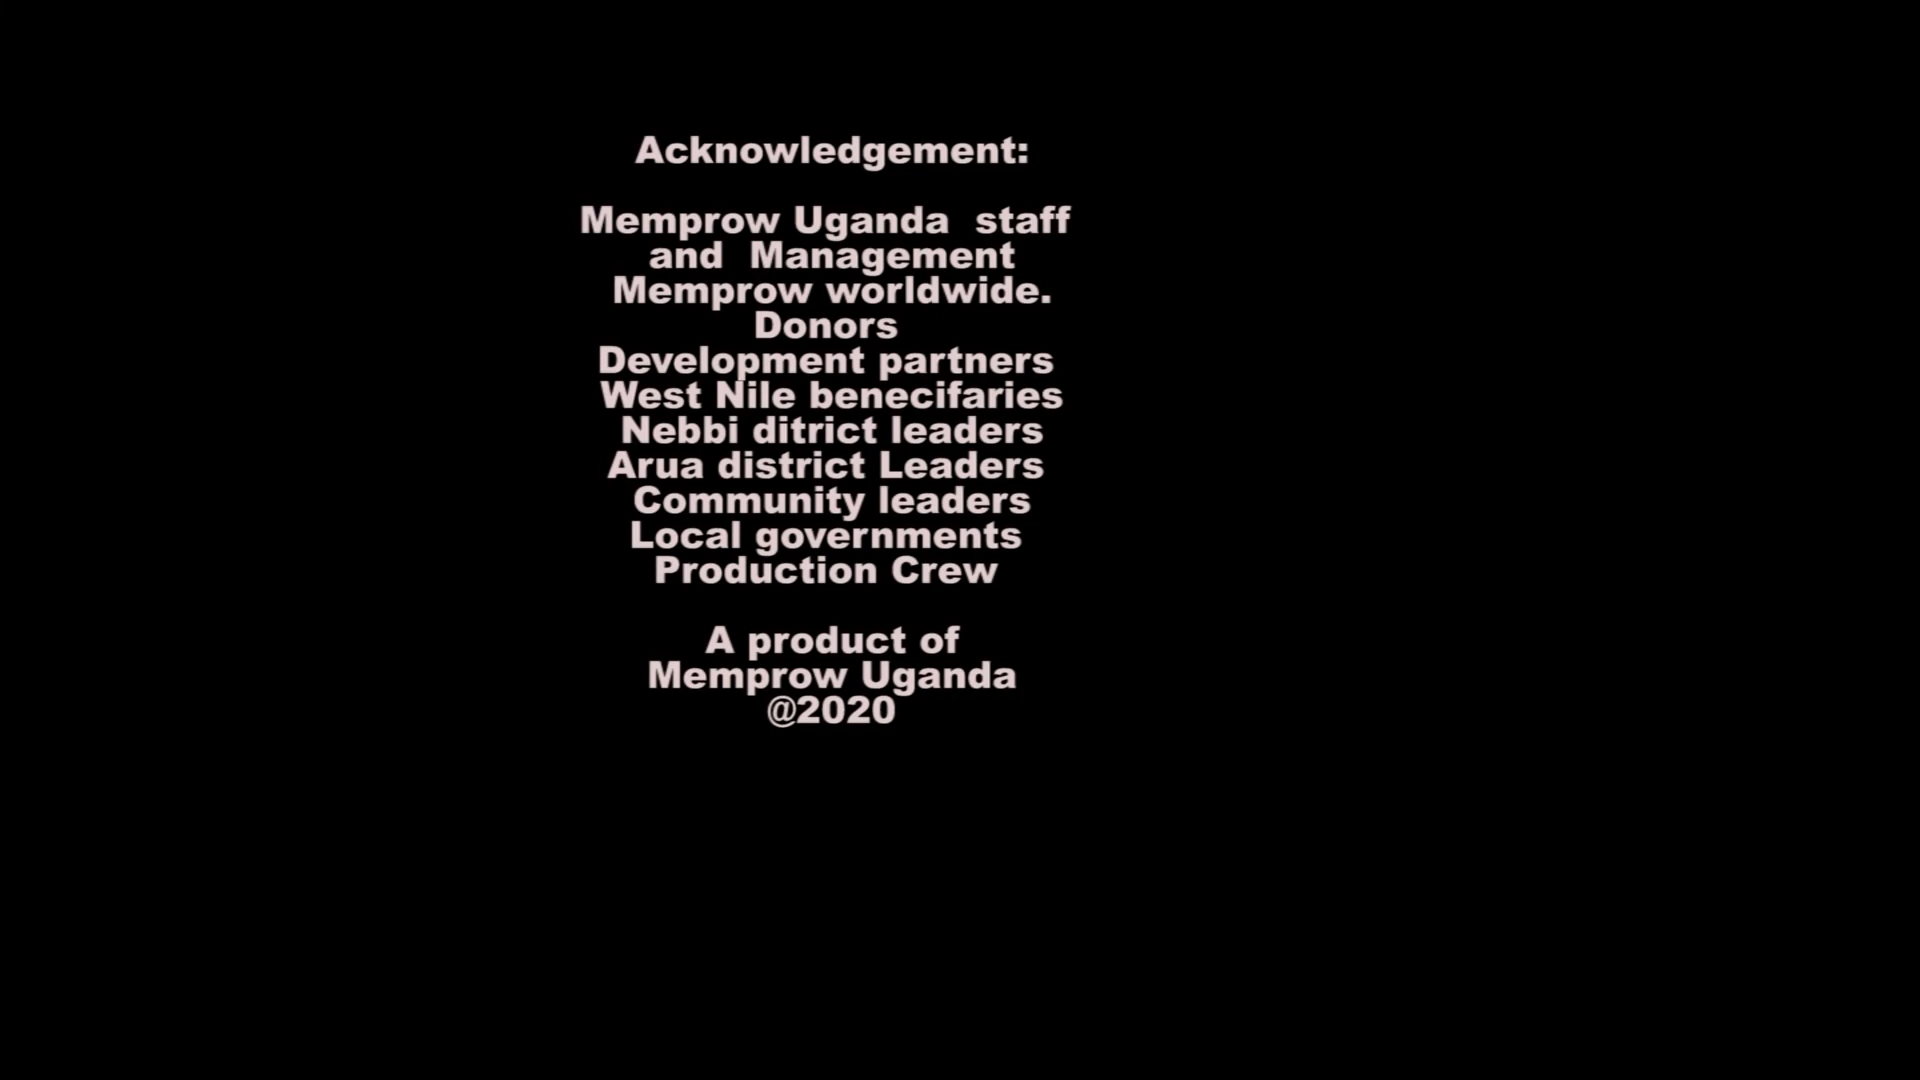 Acknowledgement:
Memprow Uganda  staff
and  Management
Memprow worldwide.
Donors
Development partners
West Nile benecifaries
Nebbi ditrict leaders
Arua district Leaders
Community leaders
Local governments
Production Crew
A product of
Memprow Uganda
@2020